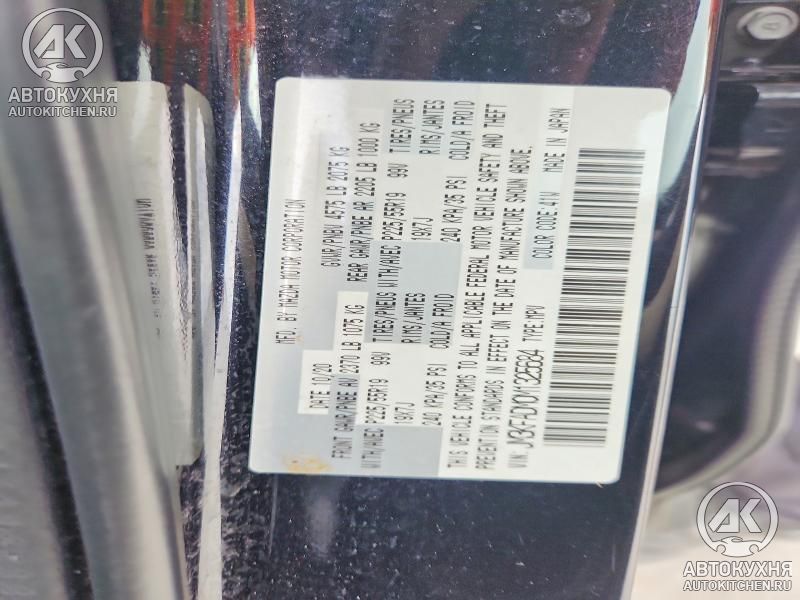 АВТОКУХНЯ
AUTOKITCHEN.RU
MFD. BY MAZDA MOTOR CORPORATION
DATE 10/20 GVWR/PNBV 4575 LB 2075 KG
FRONT GAWR/PNBE AV 2370 LB 1075 KG REAR GAWR/PNBE AR 2205 LB 1000 KG
WITH/AVEC P225/55R19 99V TIRES/PNEUS WITH/AVEC P225/55R19 99V TIRES/PNEUS
19X7J RIMS/JANTES 19X7J RIMS/JANTES
240 KPA/35 PSI COLD/A FROID 240 KPA/35 PSI COLD/A FROID
THIS VEHICLE CONFORMS TO ALL APPLICABLE FEDERAL MOTOR VEHICLE SAFETY AND THEFT
PREVENTION STANDARDS IN EFFECT ON THE DATE OF MANUFACTURE SHOWN ABOVE.
COLOR CODE:41W MADE IN JAPAN
VIN: TYPE:MPV
АК
АВТОКУХНЯ
AUTOKITCHEN.RU